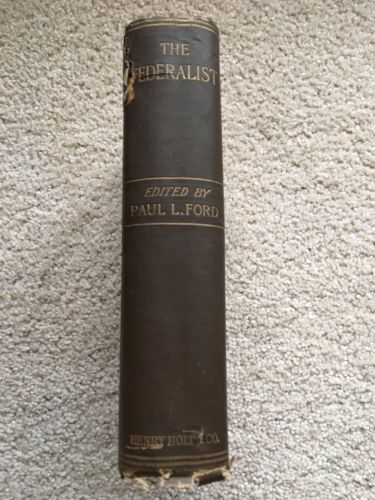 THE
FEDERALIST
EDITED BY
PAUL L. FORD
HENRY HOLT & CO.